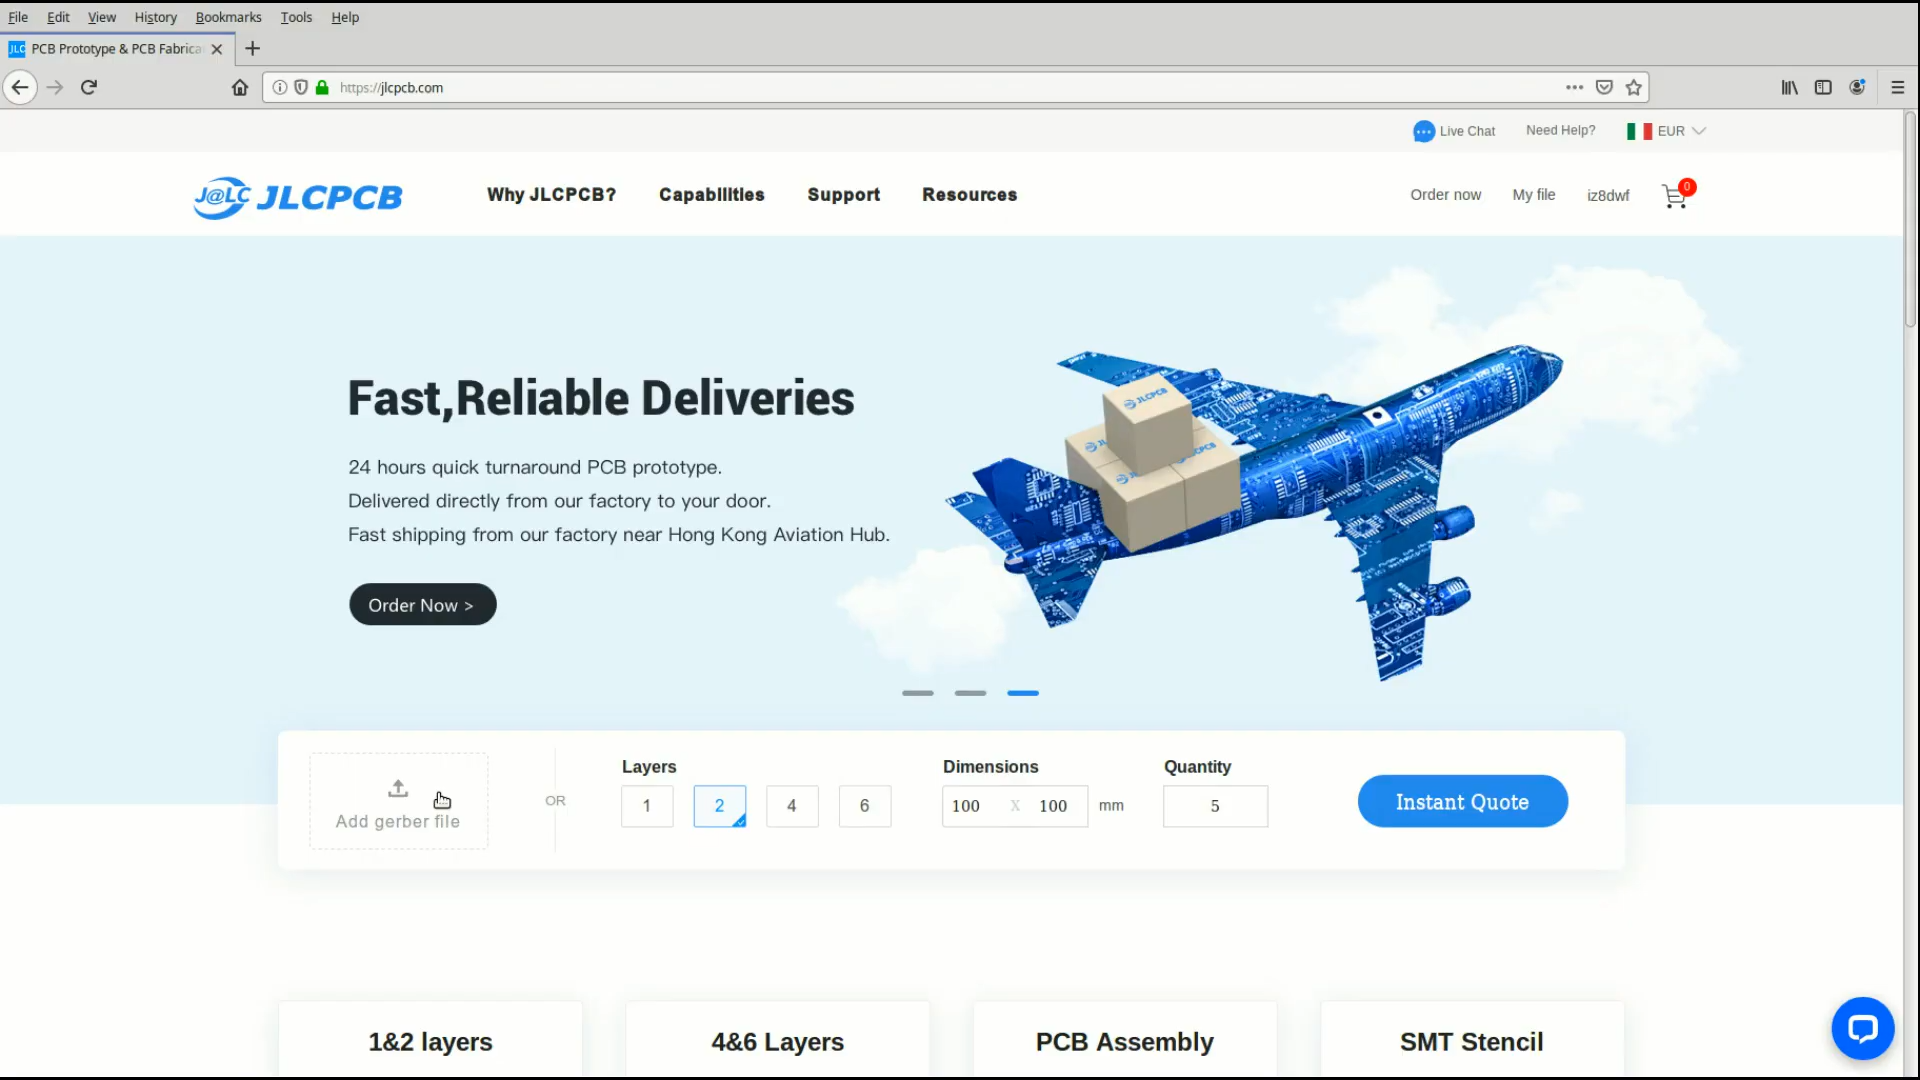 File Edit View History Bookmarks Tools Help
JLC PCB Prototype & PCB Fabrica
https://jlcpcb.com
Live Chat Need Help? EUR
J@LC JLCPCB Why JLCPCB? Capabilities Support Resources Order now My file iz8dwf 0
Fast,Reliable Deliveries
24 hours quick turnaround PCB prototype.
Delivered directly from our factory to your door.
Fast shipping from our factory near Hong Kong Aviation Hub.
Order Now >
JLCPCB
Add gerber file
OR
Layers Dimensions Quantity
1 2 4 6 100 X 100 mm 5
Instant Quote
1&2 layers 4&6 Layers PCB Assembly SMT Stencil